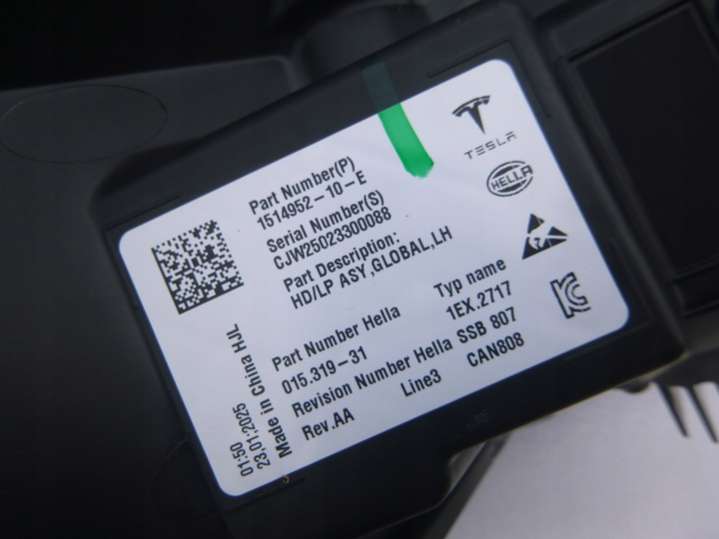 TESLA
HELLA
Part Number(P)
1514952-10-E
Serial Number(S)
CJW25023300088
Part Description:
HD/LP ASY,GLOBAL,LH
Part Number Hella Typ name
015.319-31 1EX.2717
Revision Number Hella SSB 807
Rev.AA Line3 CAN808
01:50
23,01,2025
Made in China HJL